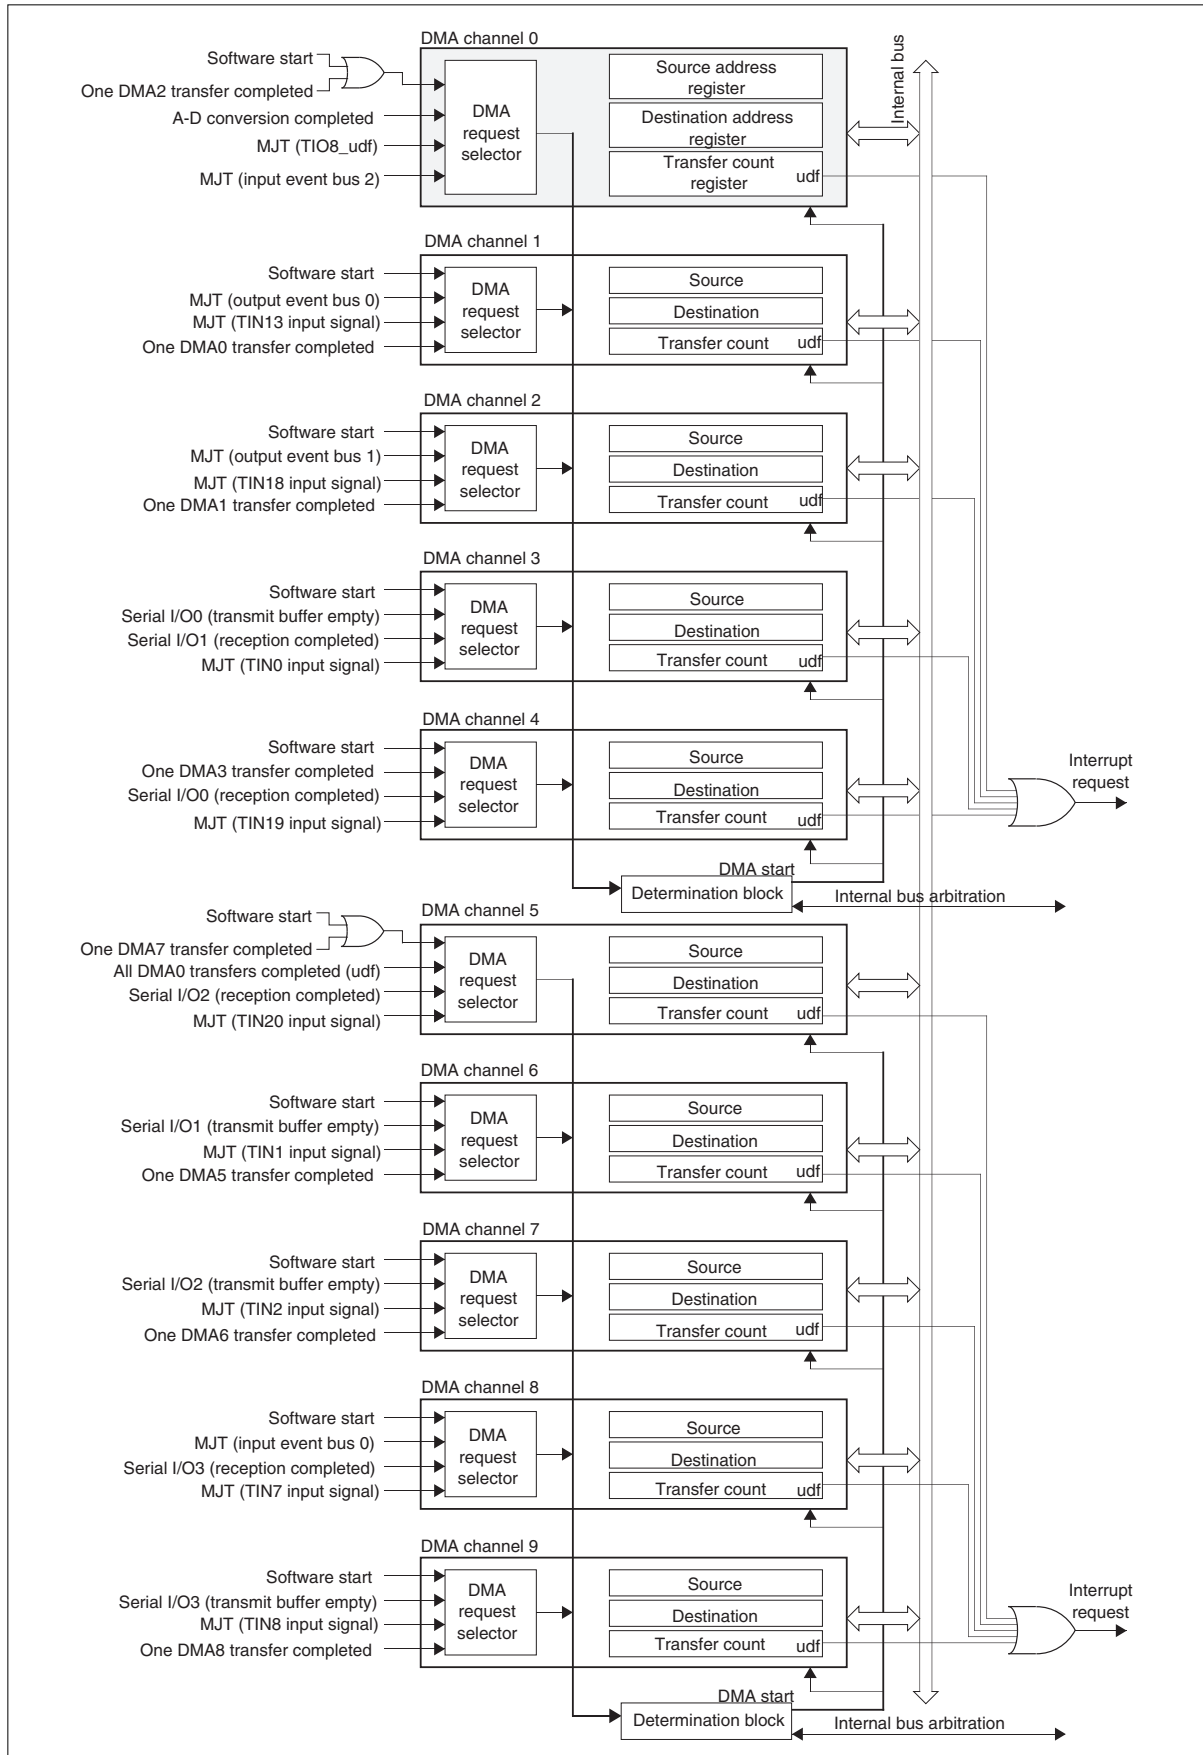 DMA channel 0
Software start
One DMA2 transfer completed
A-D conversion completed
MJT (TIO8_udf)
MJT (input event bus 2)
DMA
request
selector
Source address
register
Destination address
register
Transfer count
register
udf
Internal bus
DMA channel 1
Software start
MJT (output event bus 0)
MJT (TIN13 input signal)
One DMA0 transfer completed
DMA
request
selector
Source
Destination
Transfer count
udf
DMA channel 2
Software start
MJT (output event bus 1)
MJT (TIN18 input signal)
One DMA1 transfer completed
DMA
request
selector
Source
Destination
Transfer count
udf
DMA channel 3
Software start
Serial I/O0 (transmit buffer empty)
Serial I/O1 (reception completed)
MJT (TIN0 input signal)
DMA
request
selector
Source
Destination
Transfer count
udf
DMA channel 4
Software start
One DMA3 transfer completed
Serial I/O0 (reception completed)
MJT (TIN19 input signal)
DMA
request
selector
Source
Destination
Transfer count
udf
Interrupt
request
DMA start
Determination block
Internal bus arbitration
DMA channel 5
Software start
One DMA7 transfer completed
All DMA0 transfers completed (udf)
Serial I/O2 (reception completed)
MJT (TIN20 input signal)
DMA
request
selector
Source
Destination
Transfer count
udf
DMA channel 6
Software start
Serial I/O1 (transmit buffer empty)
MJT (TIN1 input signal)
One DMA5 transfer completed
DMA
request
selector
Source
Destination
Transfer count
udf
DMA channel 7
Software start
Serial I/O2 (transmit buffer empty)
MJT (TIN2 input signal)
One DMA6 transfer completed
DMA
request
selector
Source
Destination
Transfer count
udf
DMA channel 8
Software start
MJT (input event bus 0)
Serial I/O3 (reception completed)
MJT (TIN7 input signal)
DMA
request
selector
Source
Destination
Transfer count
udf
DMA channel 9
Software start
Serial I/O3 (transmit buffer empty)
MJT (TIN8 input signal)
One DMA8 transfer completed
DMA
request
selector
Source
Destination
Transfer count
udf
Interrupt
request
DMA start
Determination block
Internal bus arbitration